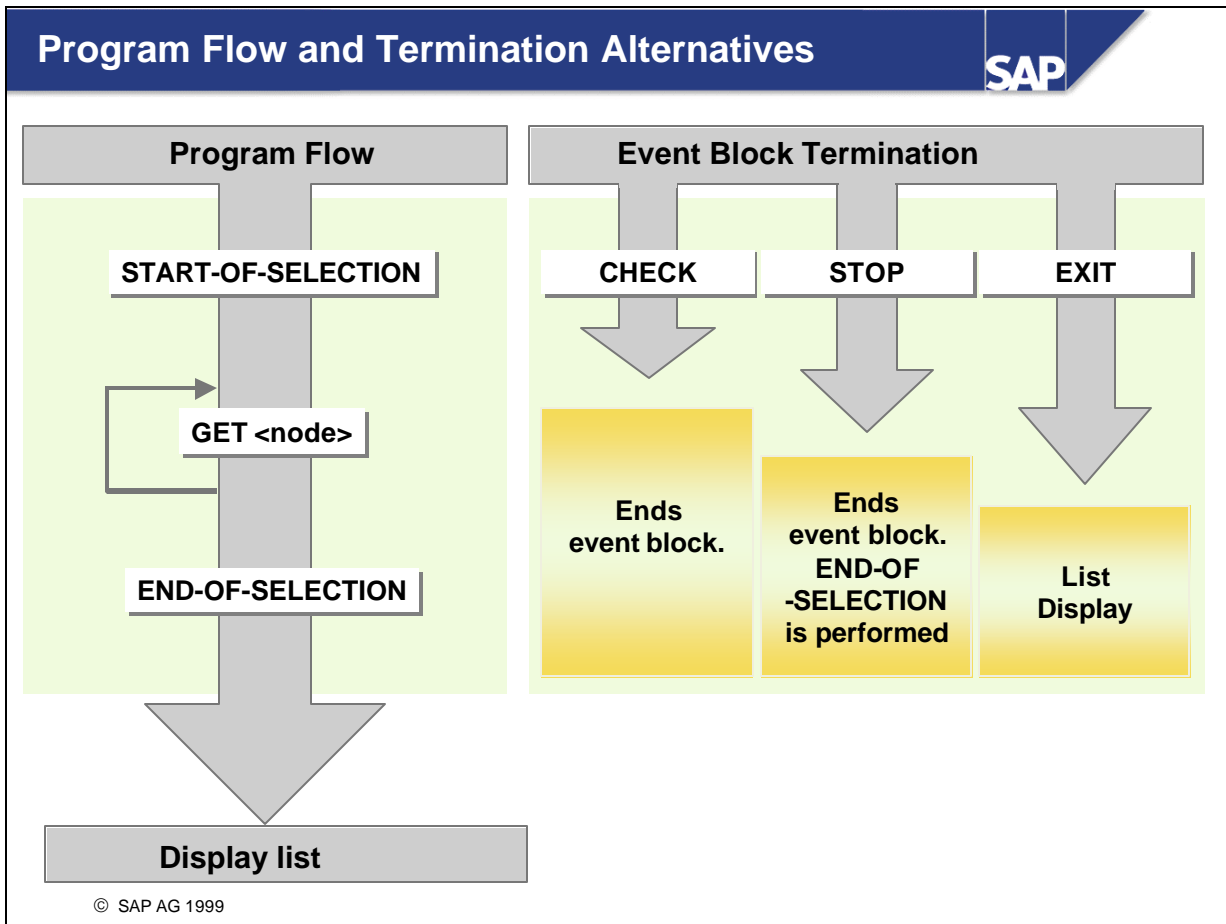 Program Flow and Termination Alternatives
SAP
Program Flow
START-OF-SELECTION
GET <node>
END-OF-SELECTION
Display list
Event Block Termination
CHECK
STOP
EXIT
Ends
event block.
Ends
event block.
END-OF
-SELECTION
is performed
List
Display
© SAP AG 1999